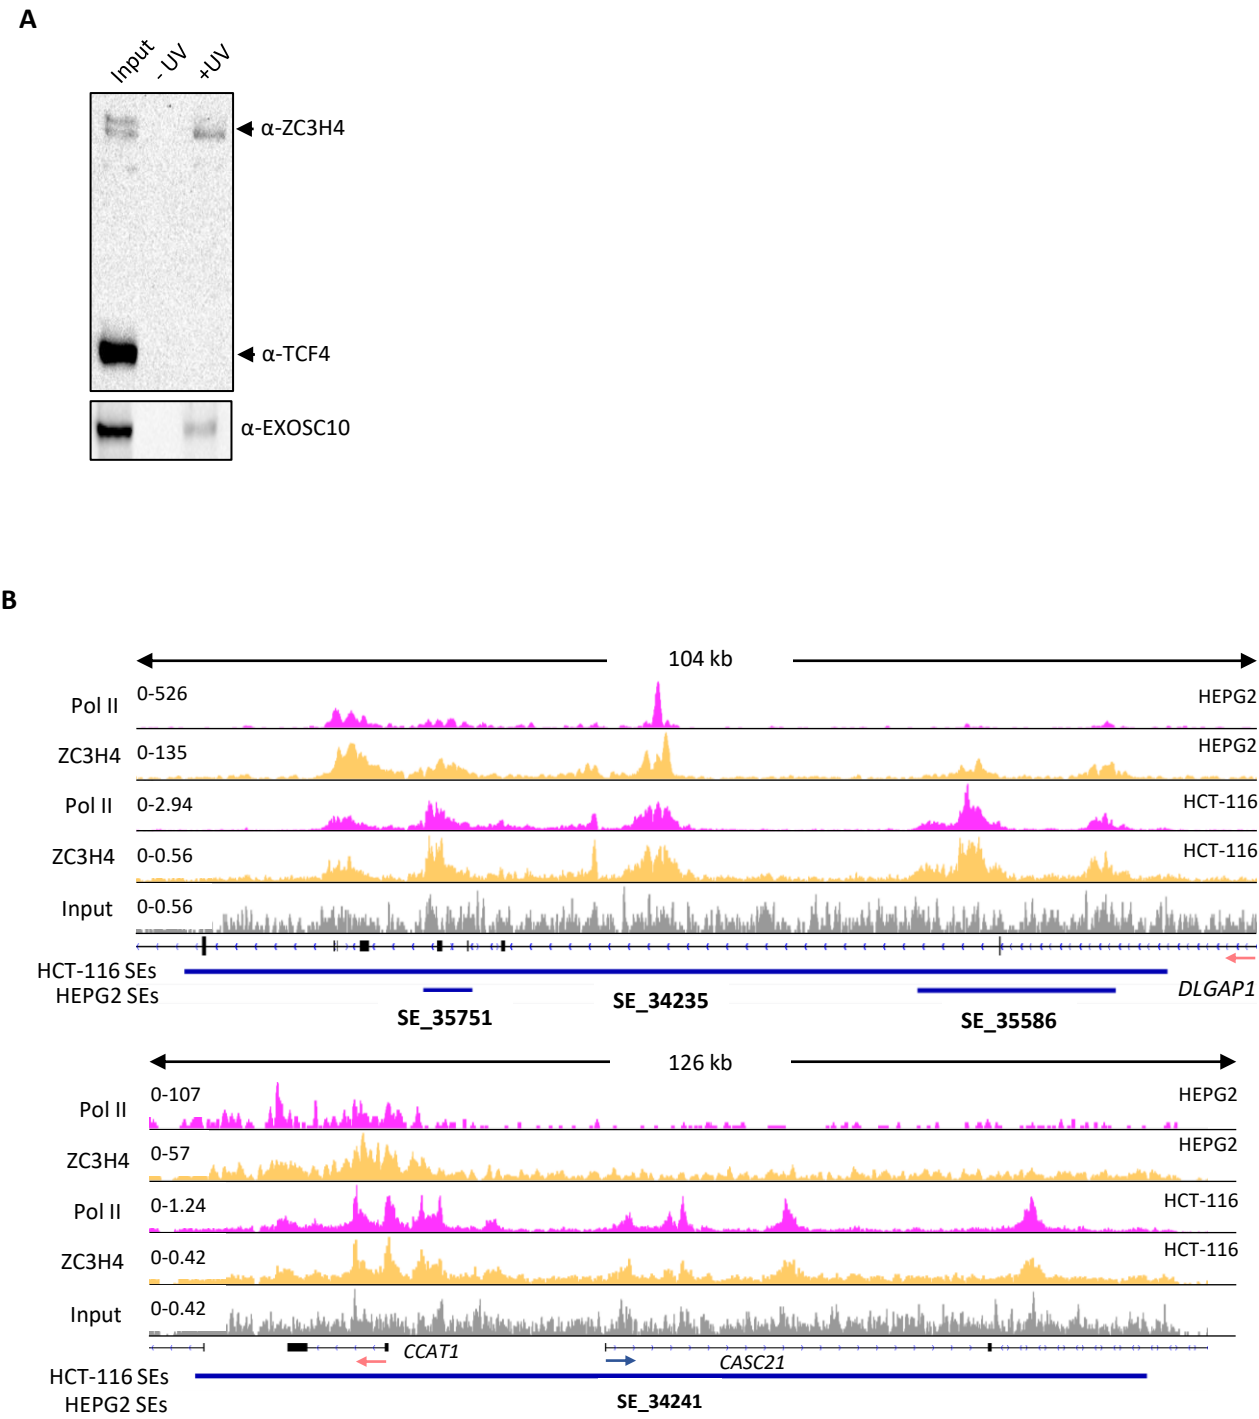 A
Input
- UV
+UV
α-ZC3H4
α-TCF4
α-EXOSC10
B
104 kb
Pol II 0-526 HEPG2
ZC3H4 0-135 HEPG2
Pol II 0-2.94 HCT-116
ZC3H4 0-0.56 HCT-116
Input 0-0.56
HCT-116 SEs
HEPG2 SEs
DLGAP1
SE_35751
SE_34235
SE_35586
126 kb
Pol II 0-107 HEPG2
ZC3H4 0-57 HEPG2
Pol II 0-1.24 HCT-116
ZC3H4 0-0.42 HCT-116
Input 0-0.42
CCAT1
CASC21
HCT-116 SEs
HEPG2 SEs
SE_34241